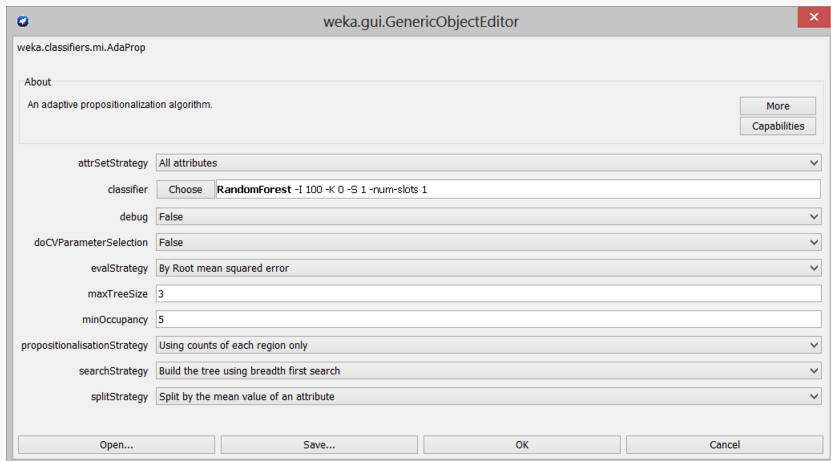 weka.gui.GenericObjectEditor
weka.classifiers.mi.AdaProp
About
An adaptive propositionalization algorithm.
More
Capabilities
attrSetStrategy All attributes
classifier Choose RandomForest -I 100 -K 0 -S 1 -num-slots 1
debug False
doCVParameterSelection False
evalStrategy By Root mean squared error
maxTreeSize 3
minOccupancy 5
propositionalisationStrategy Using counts of each region only
searchStrategy Build the tree using breadth first search
splitStrategy Split by the mean value of an attribute
Open... Save... OK Cancel